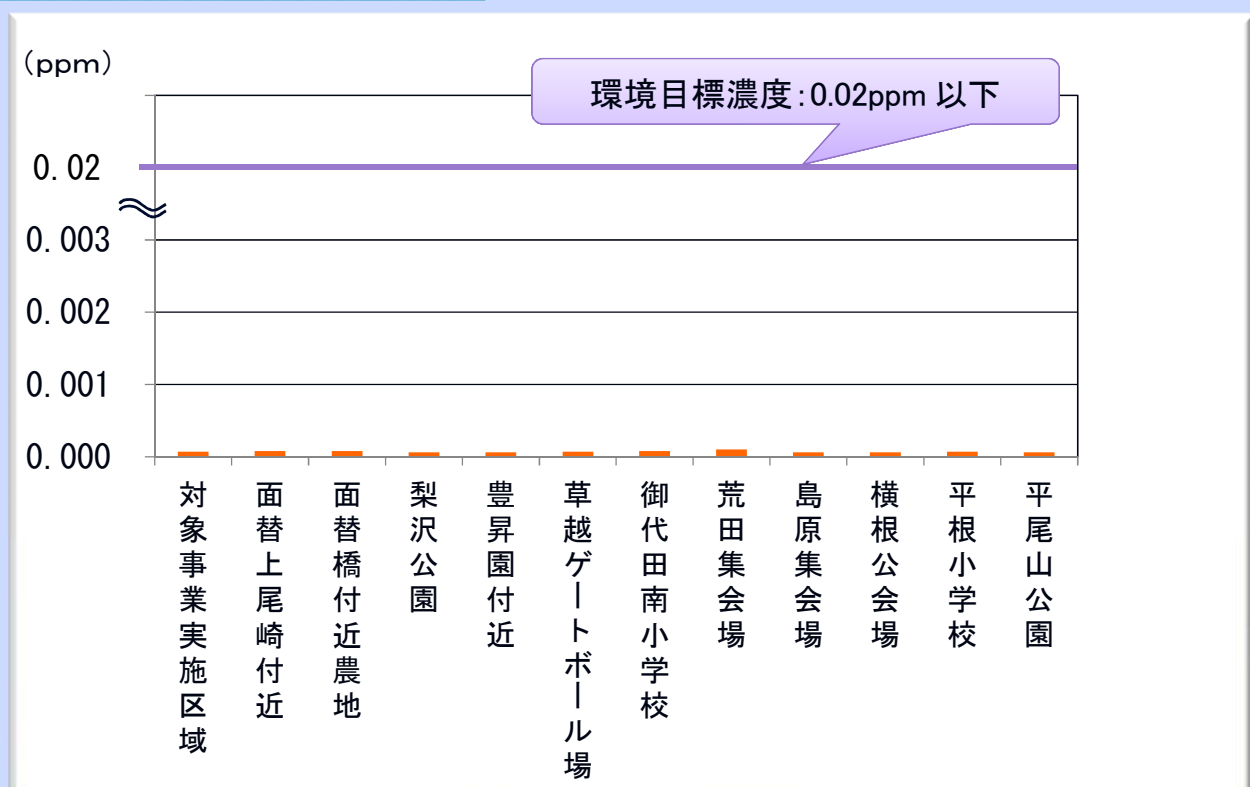 (ppm)
環境目標濃度:0.02ppm 以下
0.02
0.003
0.002
0.001
0.000
対象事業実施区域
面替上尾崎付近
面替橋付近農地
梨沢公園
豊昇園付近
草越ゲートボール場
御代田南小学校
荒田集会場
島原集会場
横根公会場
平根小学校
平尾山公園